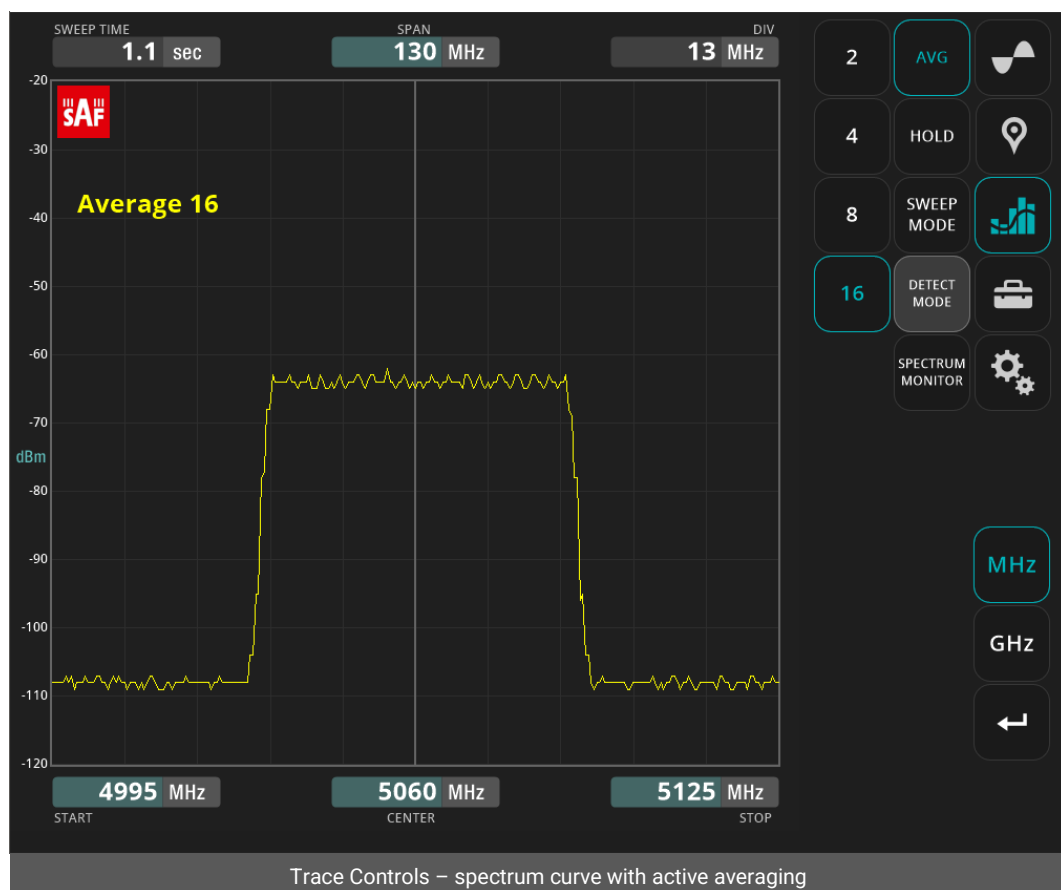 SWEEP TIME SPAN DIV
1.1 sec 130 MHz 13 MHz
2 AVG
SAF
4 HOLD
Average 16
8 SWEEP MODE
16 DETECT MODE
SPECTRUM MONITOR
-20
-30
-40
-50
-60
-70
dBm
-80
-90
-100
-110
-120
MHz
GHz
4995 MHz 5060 MHz 5125 MHz
START CENTER STOP
Trace Controls – spectrum curve with active averaging